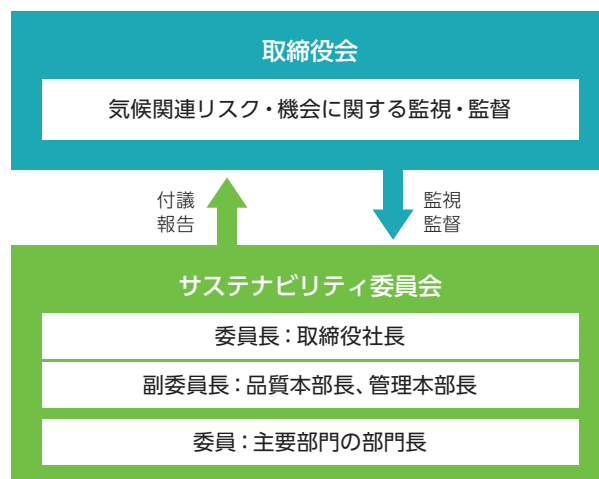 取締役会
気候関連リスク・機会に関する監視・監督
付議
報告
監視
監督
サステナビリティ委員会
委員長：取締役社長
副委員長：品質本部長、管理本部長
委員：主要部門の部門長